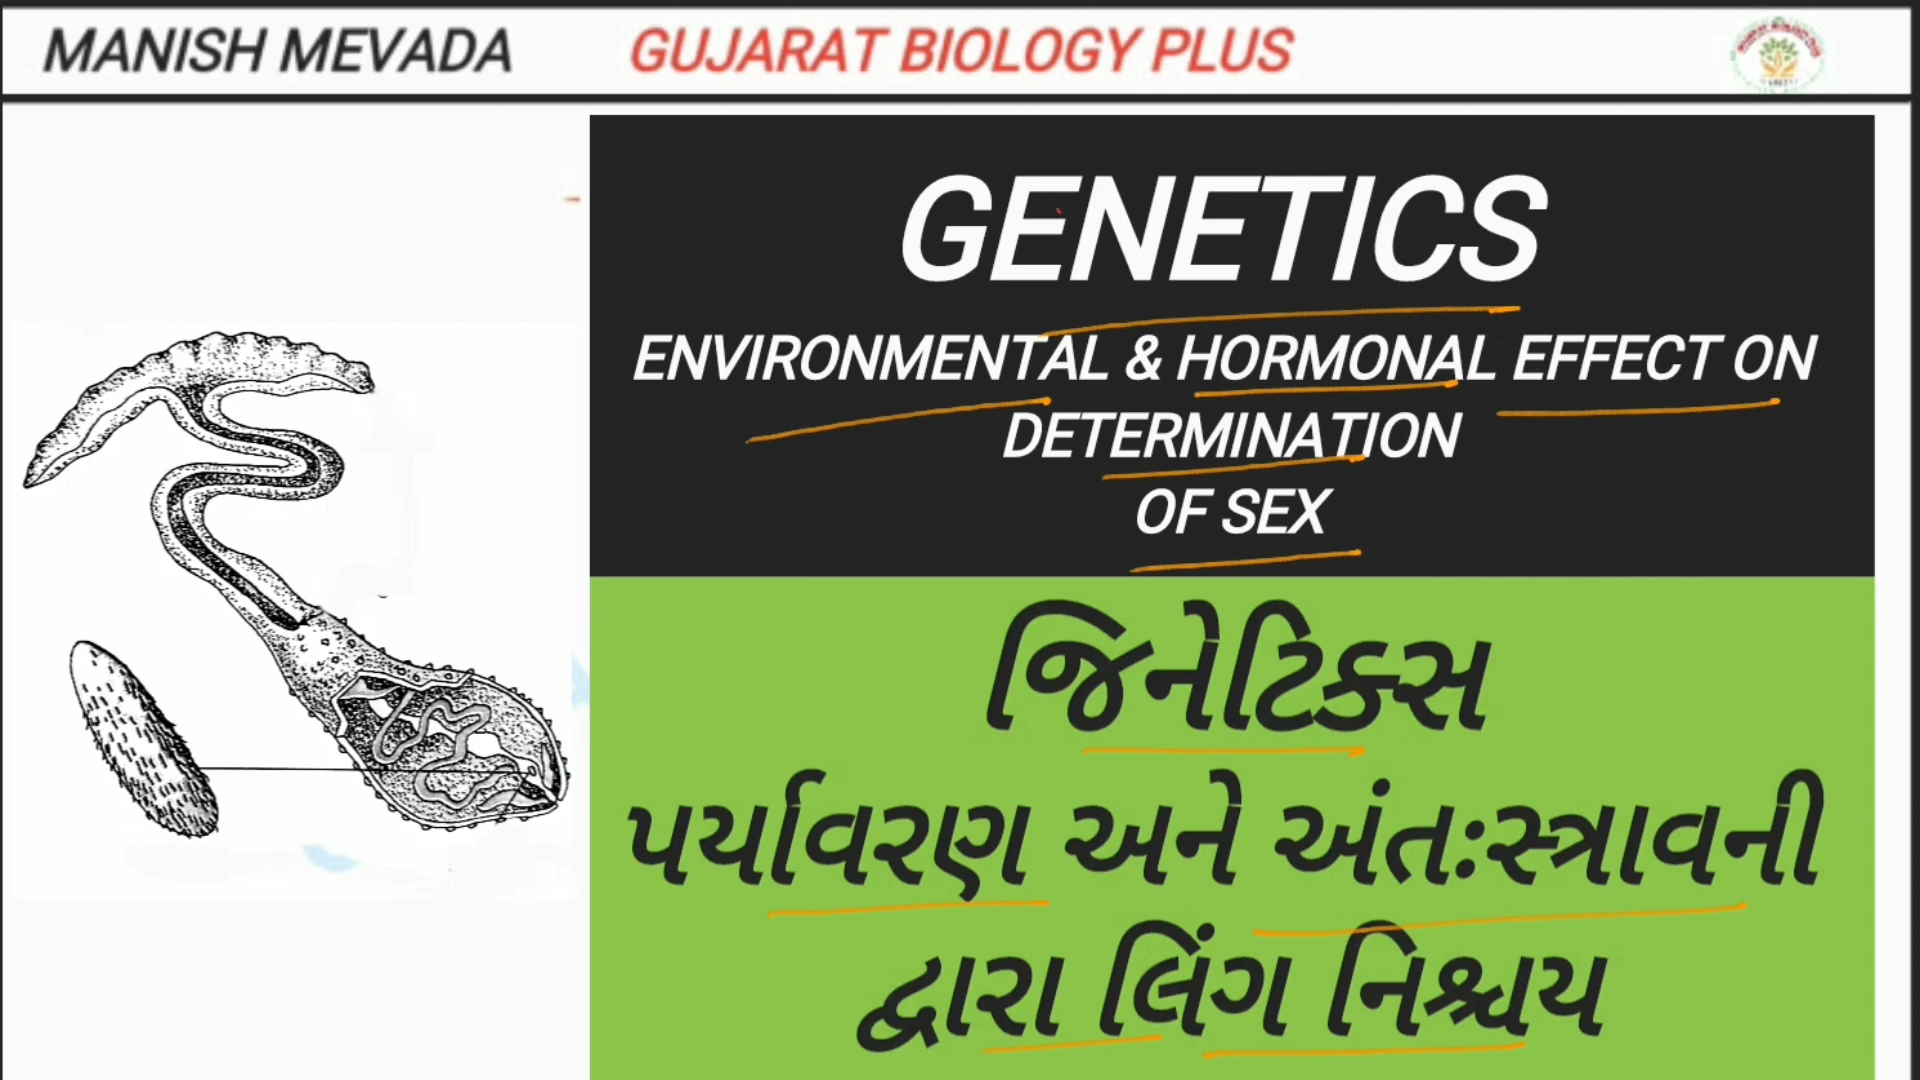 MANISH MEVADA GUJARAT BIOLOGY PLUS
GENETICS
ENVIRONMENTAL & HORMONAL EFFECT ON
DETERMINATION
OF SEX
જિનેટિક્સ
પર્યાવરણ અને અંત:સ્ત્રાવની
દ્વારા લિંગ નિશ્ચય